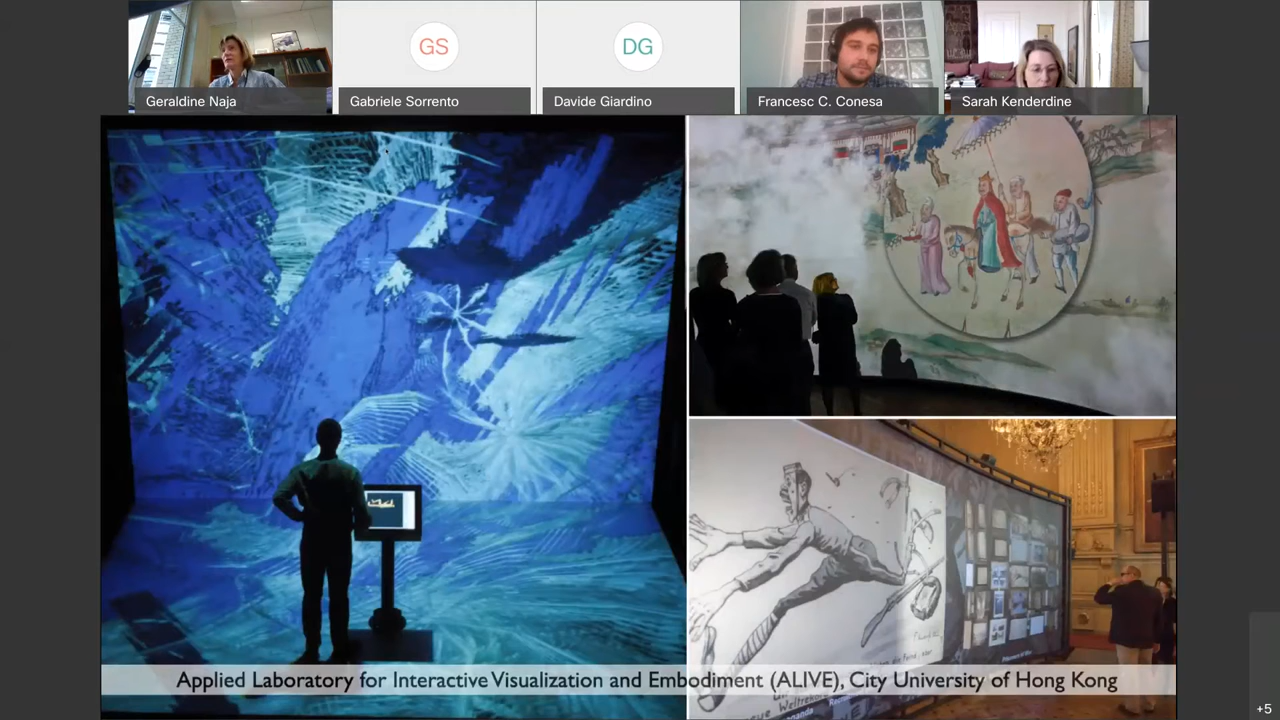 GS
DG
Geraldine Naja
Gabriele Sorrento
Davide Giardino
Francesc C. Conesa
Sarah Kenderdine
Applied Laboratory for Interactive Visualization and Embodiment (ALIVE), City University of Hong Kong
+5